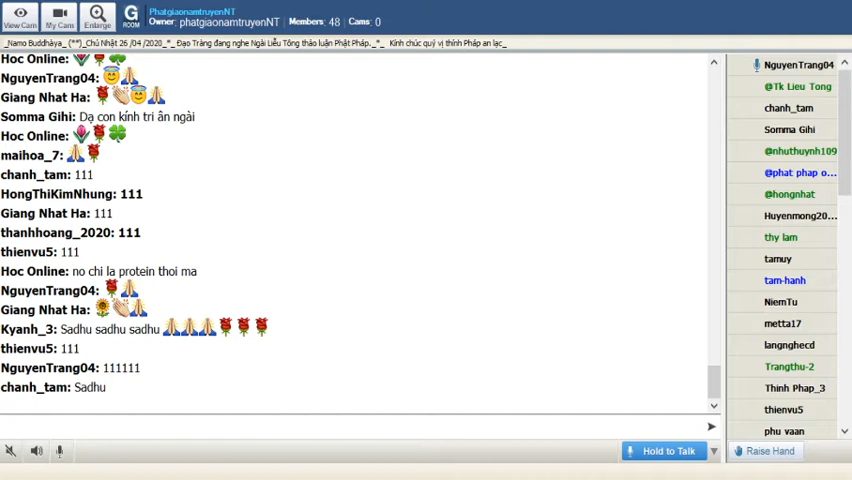 PhatgiaonamtruyenNT
Owner: phatgiaonamtruyenNT Members: 48 Cams: 0
View Cam
My Cams
Enlarge
G
ROOM
_Namo Buddhàya_ (**)_Chủ Nhật 26 /04 /2020_*_ Đạo Tràng đang nghe Ngài Liễu Tông thảo luận Phật Pháp._*_ Kính chúc quý vị thính Pháp an lạc_
Hoc Online: 🌷🌹🍀
NguyenTrang04: 😇🙏
Giang Nhat Ha: 🌹👏😇🙏
Somma Gihi: Dạ con kính tri ân ngài
Hoc Online: 🌷🌹🍀
maihoa_7: 🙏🌹
chanh_tam: 111
HongThiKimNhung: 111
Giang Nhat Ha: 111
thanhhoang_2020: 111
thienvu5: 111
Hoc Online: no chi la protein thoi ma
NguyenTrang04: 🌹🙏
Giang Nhat Ha: 🌻👏🙏
Kyanh_3: Sadhu sadhu sadhu 🙏🙏🙏🌹🌹🌹
thienvu5: 111
NguyenTrang04: 111111
chanh_tam: Sadhu
NguyenTrang04
@Tk Lieu Tong
chanh_tam
Somma Gihi
@nhuthuynh109
@phat phap o...
@hongnhat
Huyenmong20...
thy lam
tamuy
tam-hanh
NiemTu
metta17
langnghecd
Trangthu-2
Thinh Phap_3
thienvu5
phu vaan
Hold to Talk
Raise Hand